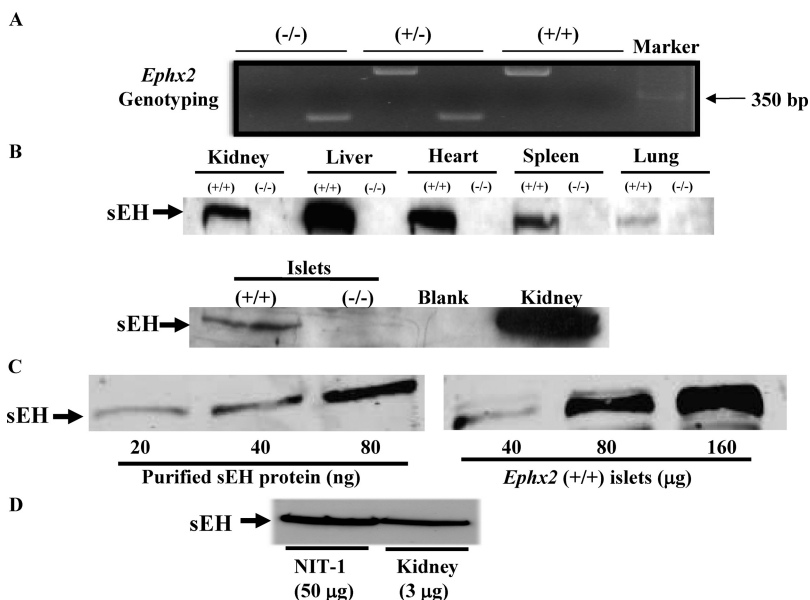 A
(-/-) (+/-) (+/+) Marker
Ephx2
Genotyping
350 bp
B
Kidney Liver Heart Spleen Lung
(+/+) (-/-) (+/+) (-/-) (+/+) (-/-) (+/+) (-/-) (+/+) (-/-)
sEH
Islets
(+/+) (-/-) Blank Kidney
sEH
C
sEH
20 40 80 40 80 160
Purified sEH protein (ng) Ephx2 (+/+) islets (µg)
D
sEH
NIT-1 Kidney
(50 µg) (3 µg)